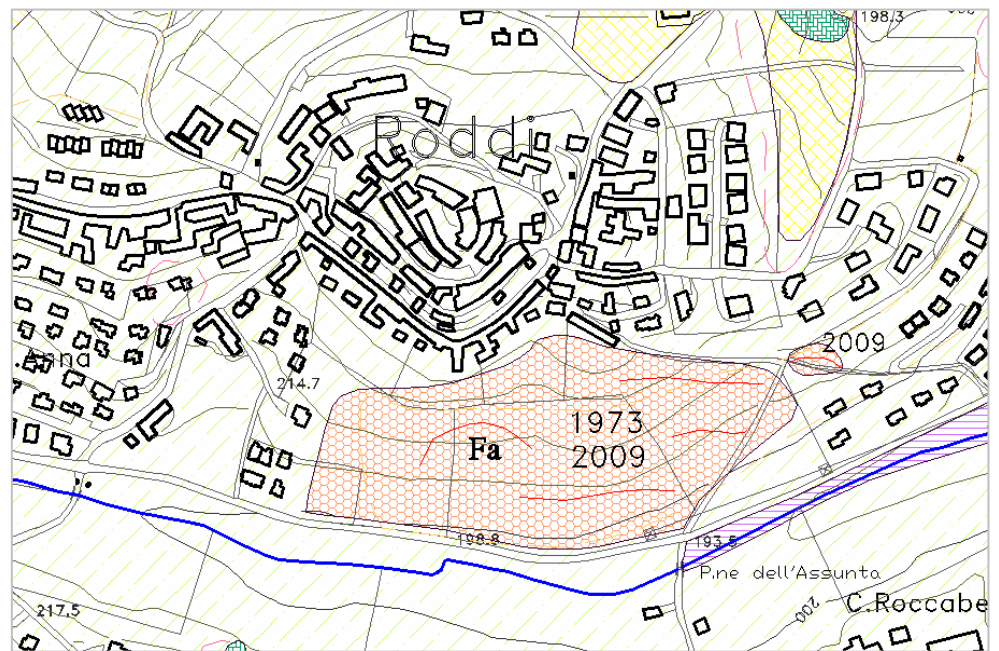 198.3
Poddi
2009
.Anna.
214.7
1973
2009
Fa
198.8
193.5
P.ne dell'Assunta
C.Roccabe
200
217.5